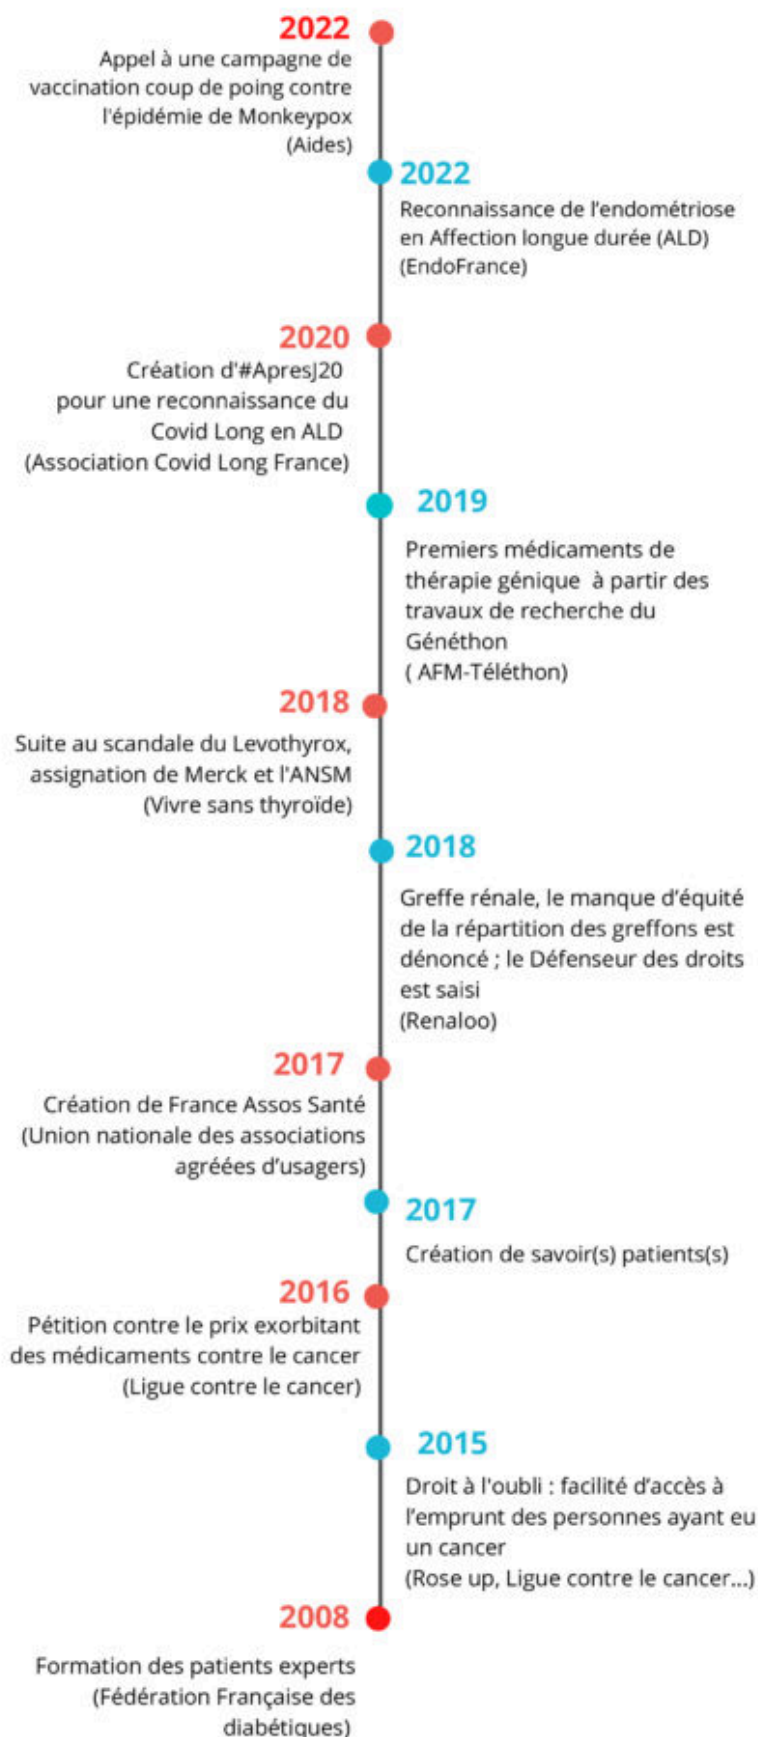 2022
Appel à une campagne de
vaccination coup de poing contre
l'épidémie de Monkeypox
(Aides)
2022
Reconnaissance de l’endométriose
en Affection longue durée (ALD)
(EndoFrance)
2020
Création d'#ApresJ20
pour une reconnaissance du
Covid Long en ALD
(Association Covid Long France)
2019
Premiers médicaments de
thérapie génique à partir des
travaux de recherche du
Généthon
( AFM-Téléthon)
2018
Suite au scandale du Levothyrox,
assignation de Merck et l'ANSM
(Vivre sans thyroïde)
2018
Greffe rénale, le manque d’équité
de la répartition des greffons est
dénoncé ; le Défenseur des droits
est saisi
(Renaloo)
2017
Création de France Assos Santé
(Union nationale des associations
agréées d’usagers)
2017
Création de savoir(s) patients(s)
2016
Pétition contre le prix exorbitant
des médicaments contre le cancer
(Ligue contre le cancer)
2015
Droit à l'oubli : facilité d’accès à
l’emprunt des personnes ayant eu
un cancer
(Rose up, Ligue contre le cancer...)
2008
Formation des patients experts
(Fédération Française des
diabétiques)